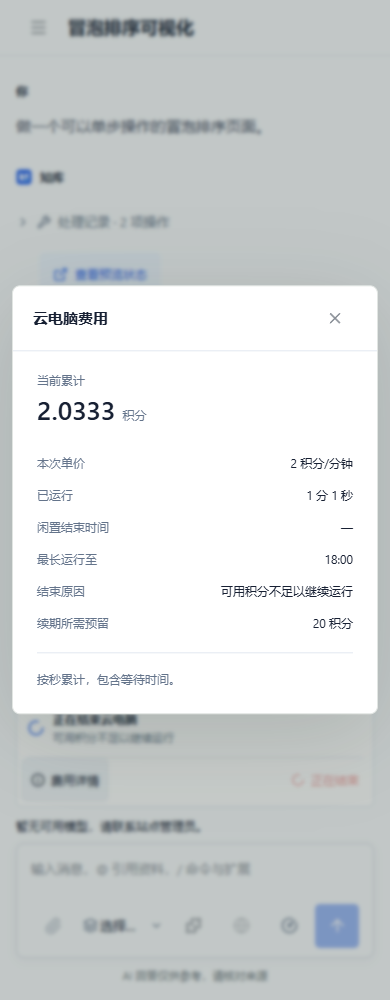 冒泡排序可视化
你
做一个可以单步操作的冒泡排序页面。
知库
处理记录 · 2 项操作
查看预览状态
云电脑费用
当前累计
2.0333 积分
本次单价 2 积分/分钟
已运行 1 分 1 秒
闲置结束时间 —
最长运行至 18:00
结束原因 可用积分不足以继续运行
续期所需预留 20 积分
按秒累计，包含等待时间。
正在结束云电脑
可用积分不足以继续运行
费用详情 正在结束
暂无可用模型，请联系站点管理员。
输入消息，@ 引用资料，/ 命令与扩展
选择...
AI 回答仅供参考，请核对来源